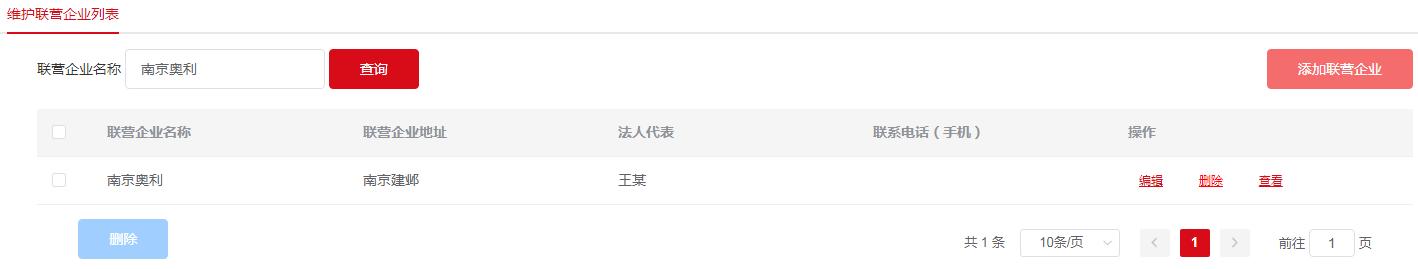 维护联营企业列表
联营企业名称 南京奥利 查询 添加联营企业
联营企业名称 联营企业地址 法人代表 联系电话（手机） 操作
南京奥利 南京建邺 王某 编辑 删除 查看
删除 共 1 条 10条/页 1 前往 1 页